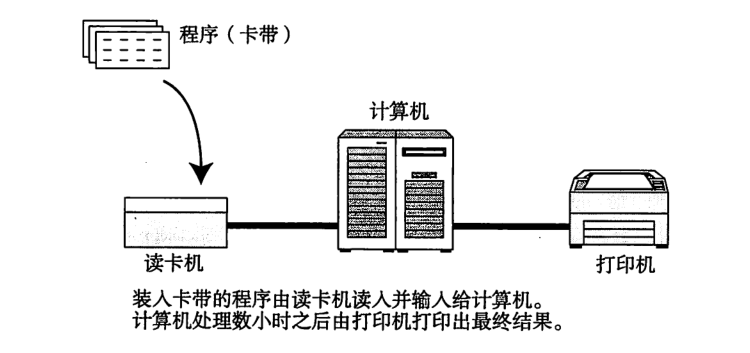 程序（卡带）
计算机
读卡机
打印机
装入卡带的程序由读卡机读入并输入给计算机。
计算机处理数小时之后由打印机打印出最终结果。